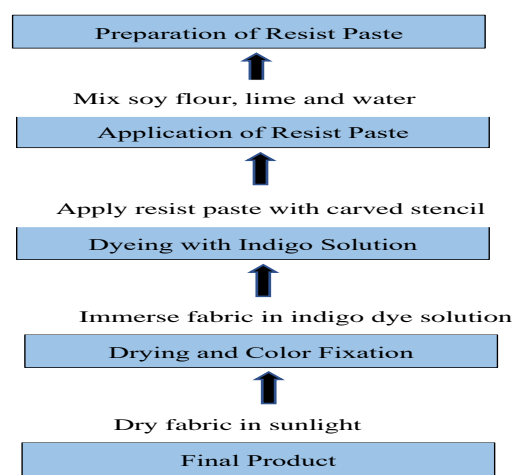 Preparation of Resist Paste
Mix soy flour, lime and water
Application of Resist Paste
Apply resist paste with carved stencil
Dyeing with Indigo Solution
Immerse fabric in indigo dye solution
Drying and Color Fixation
Dry fabric in sunlight
Final Product